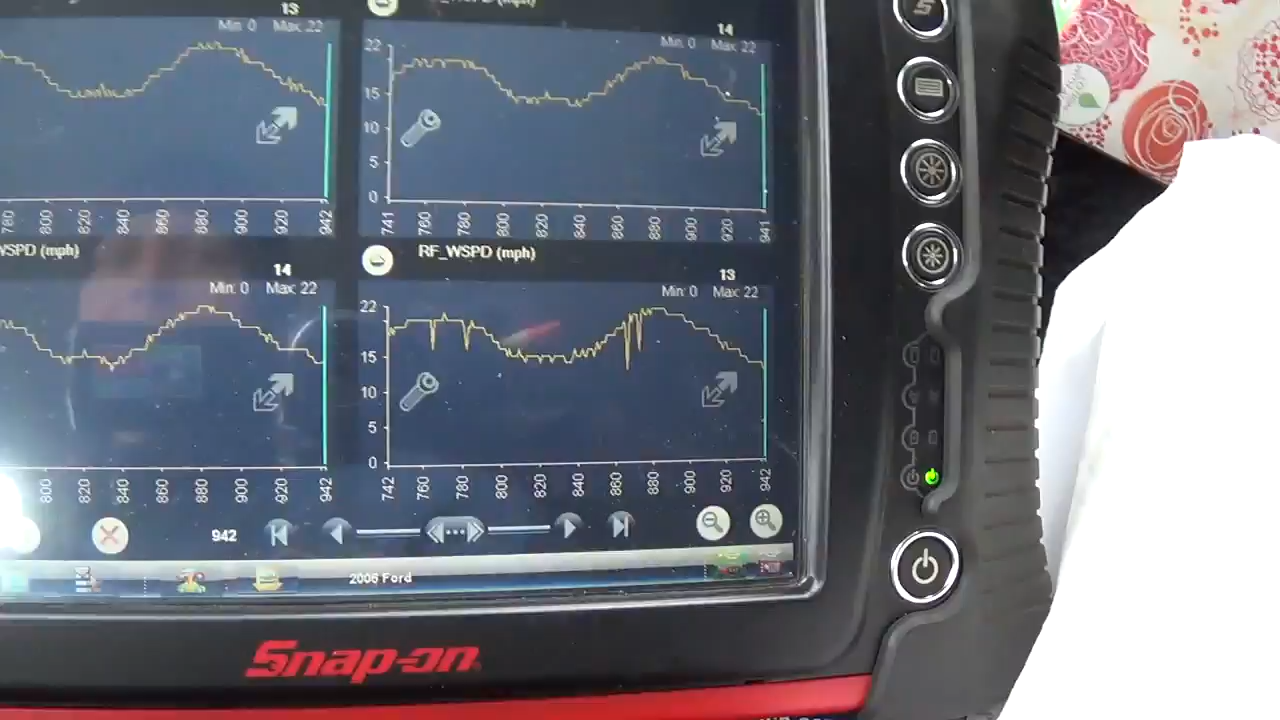 13
Min: 0 Max: 22
14
Min: 0 Max: 22
22
15
10
5
0
780 800 820 840 860 880 900 920 942
741 760 780 800 820 840 860 880 900 920 941
WSPD (mph)
14
Min: 0 Max: 22
RF_WSPD (mph)
13
Min: 0 Max: 22
22
15
10
5
0
800 820 840 860 880 900 920 942
742 760 780 800 820 840 860 880 900 920 942
942
2006 Ford
Snap-on